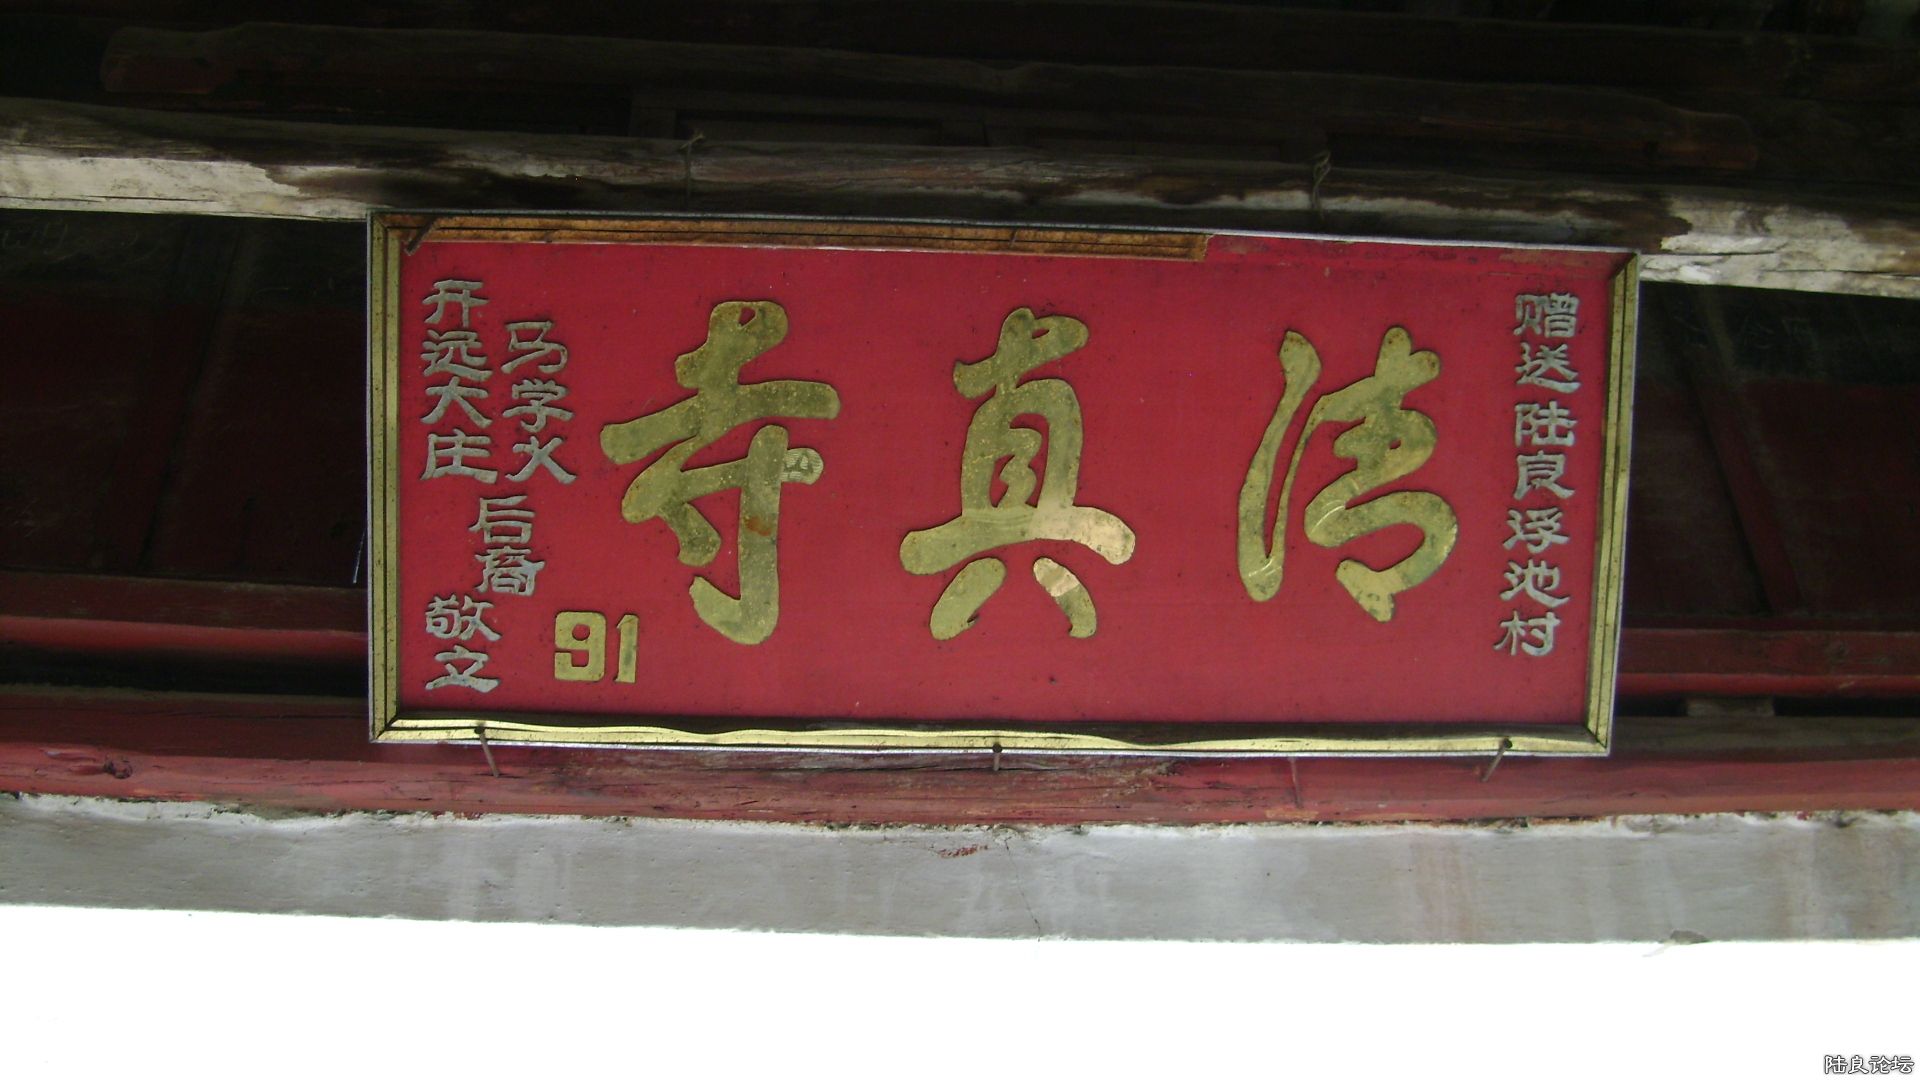 赠送陆良浮池村
清真寺
开远大庄
马学火
后裔
敬立
91
陆良论坛